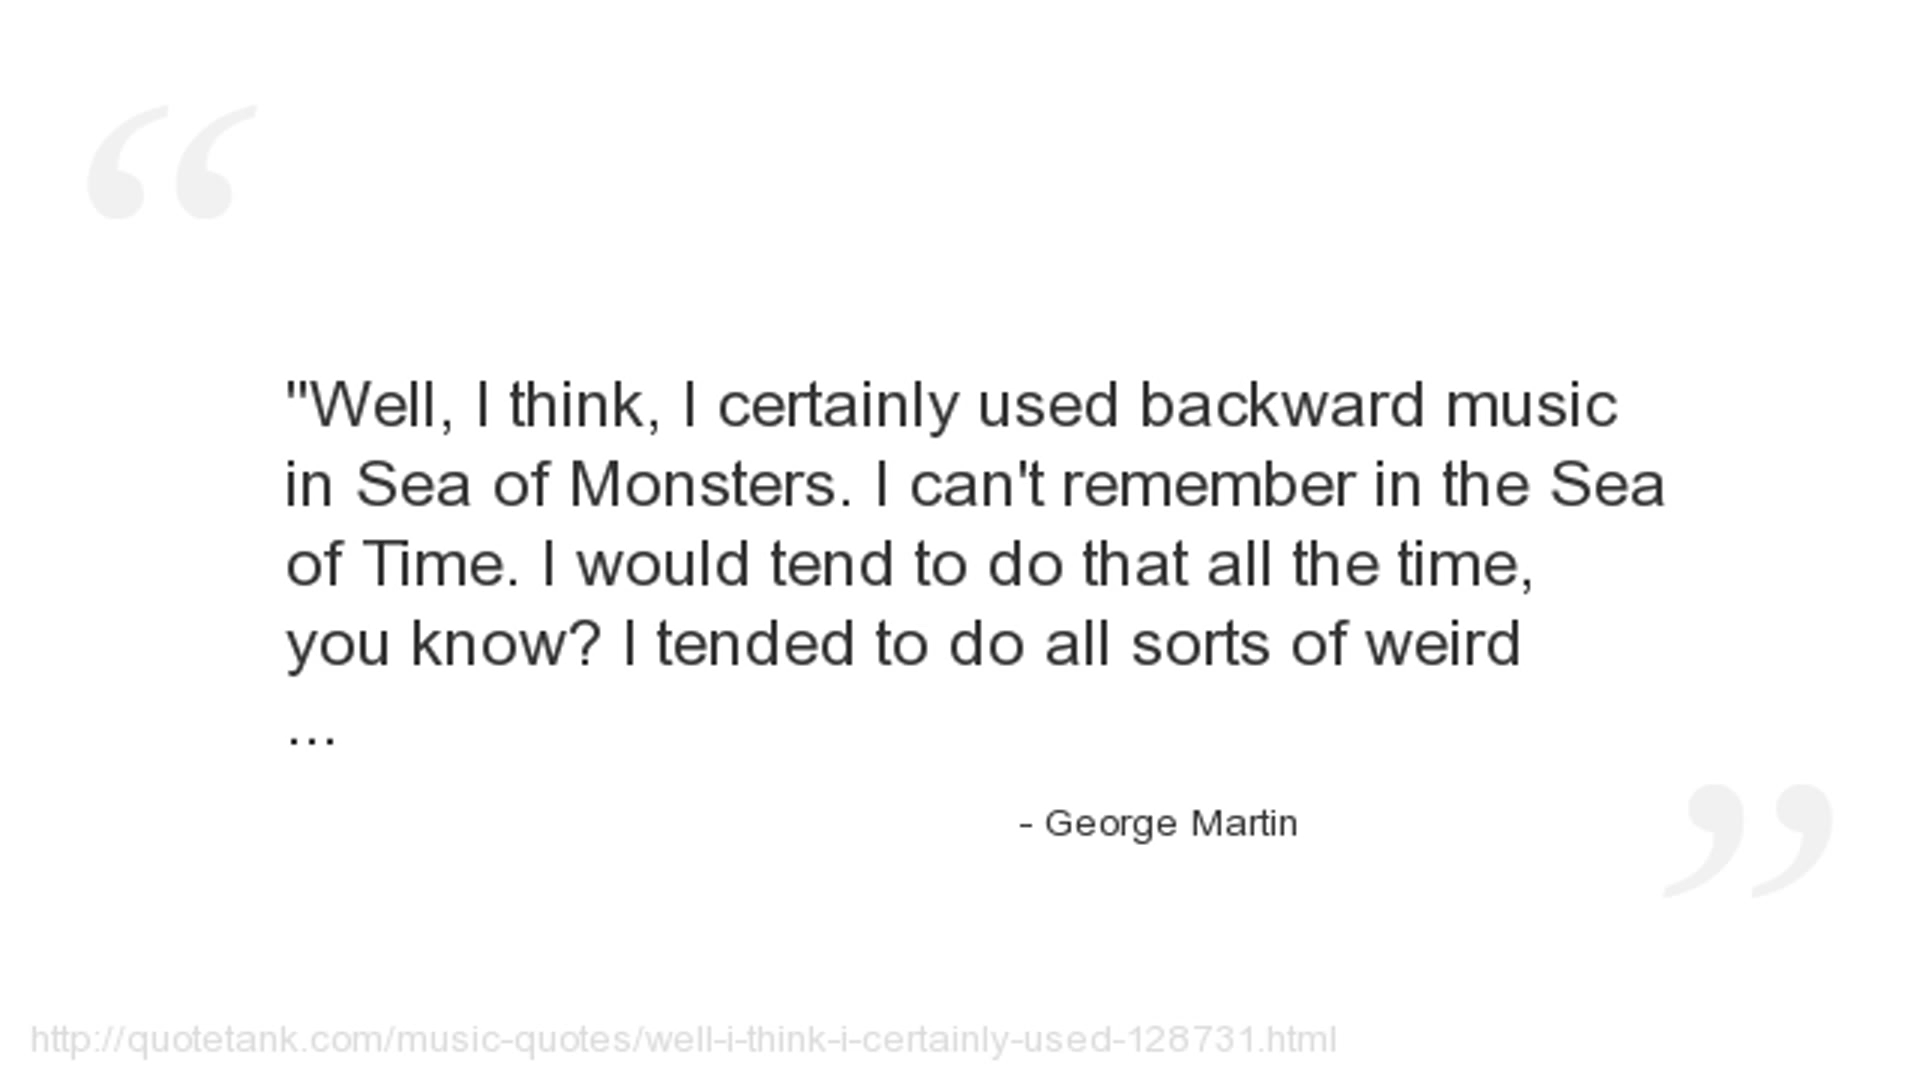 “
"Well, I think, I certainly used backward music
in Sea of Monsters. I can't remember in the Sea
of Time. I would tend to do that all the time,
you know? I tended to do all sorts of weird
...
- George Martin
”
http://quotetank.com/music-quotes/well-i-think-i-certainly-used-128731.html